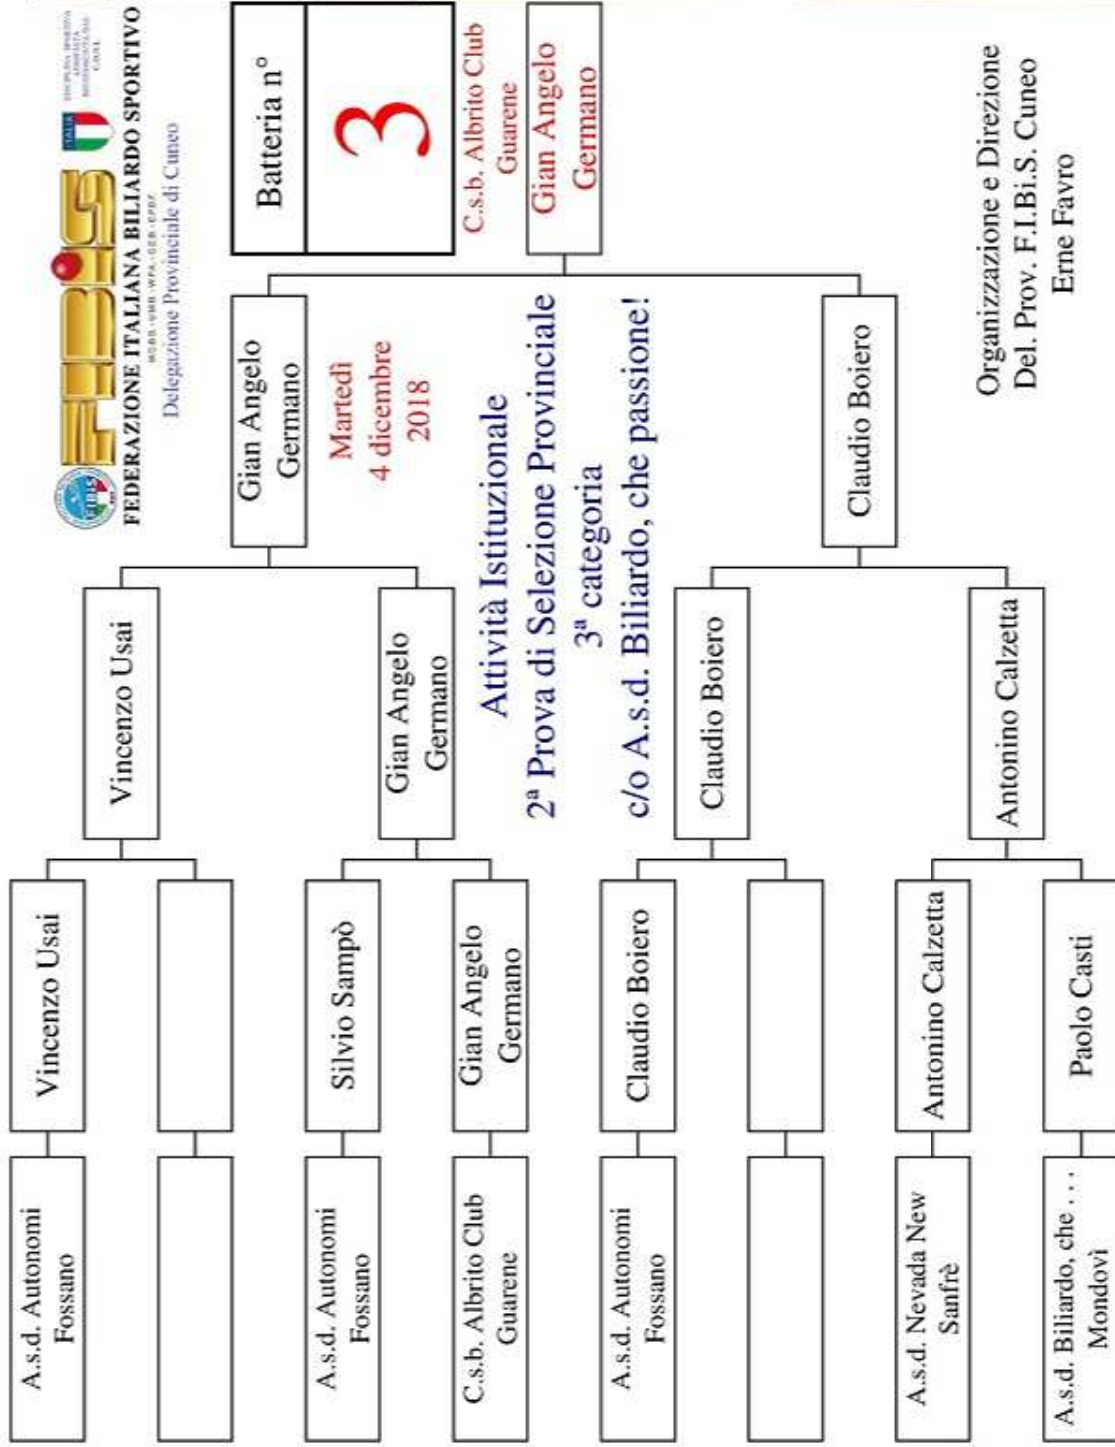 FEDERAZIONE ITALIANA BILIARDO SPORTIVO
Delegazione Provinciale di Cuneo
FIBiS
ITALIA
Batteria n°
3
C.s.b. Albrito Club
Guarene
Gian Angelo
Germano
Gian Angelo
Germano
Martedì
4 dicembre
2018
Attività Istituzionale
2ª Prova di Selezione Provinciale
3ª categoria
c/o A.s.d. Biliardo, che passione!
Claudio Boiero
Vincenzo Usai
Gian Angelo
Germano
Claudio Boiero
Antonino Calzetta
A.s.d. Autonomi
Fossano
Vincenzo Usai
A.s.d. Autonomi
Fossano
Silvio Sampò
C.s.b. Albrito Club
Guarene
Gian Angelo
Germano
A.s.d. Autonomi
Fossano
Claudio Boiero
A.s.d. Nevada New
Sanfrè
Antonino Calzetta
A.s.d. Biliardo, che . . .
Mondovì
Paolo Casti
Organizzazione e Direzione
Del. Prov. F.I.Bi.S. Cuneo
Erne Favro